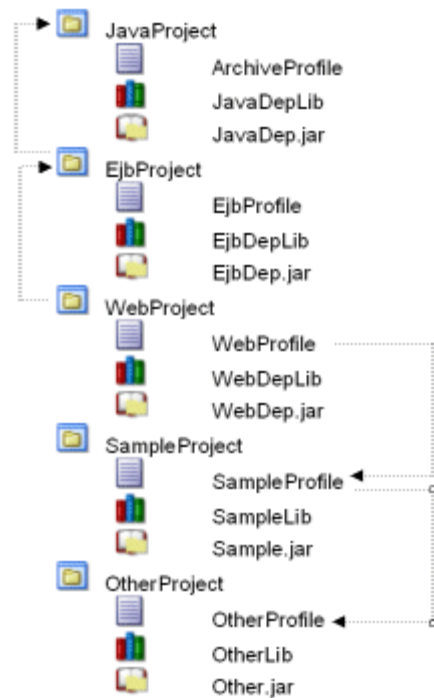 JavaProject
ArchiveProfile
JavaDepLib
JavaDep.jar
EjbProject
EjbProfile
EjbDepLib
EjbDep.jar
WebProject
WebProfile
WebDepLib
WebDep.jar
SampleProject
SampleProfile
SampleLib
Sample.jar
OtherProject
OtherProfile
OtherLib
Other.jar